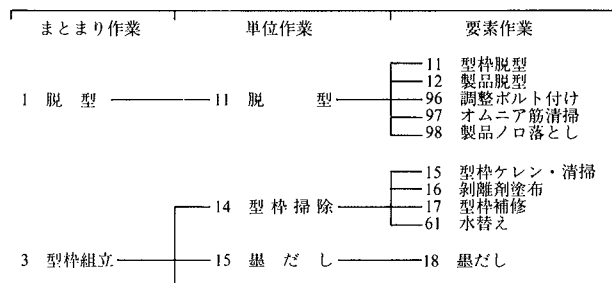 まとまり作業 単位作業 要素作業
11 型枠脱型
12 製品脱型
1 脱型 11 脱型 96 調整ボルト付け
97 オムニア筋清掃
98 製品ノロ落とし
15 型枠ケレン・清掃
16 剥離剤塗布
14 型枠掃除 17 型枠補修
61 水替え
3 型枠組立 15 墨だし 18 墨だし